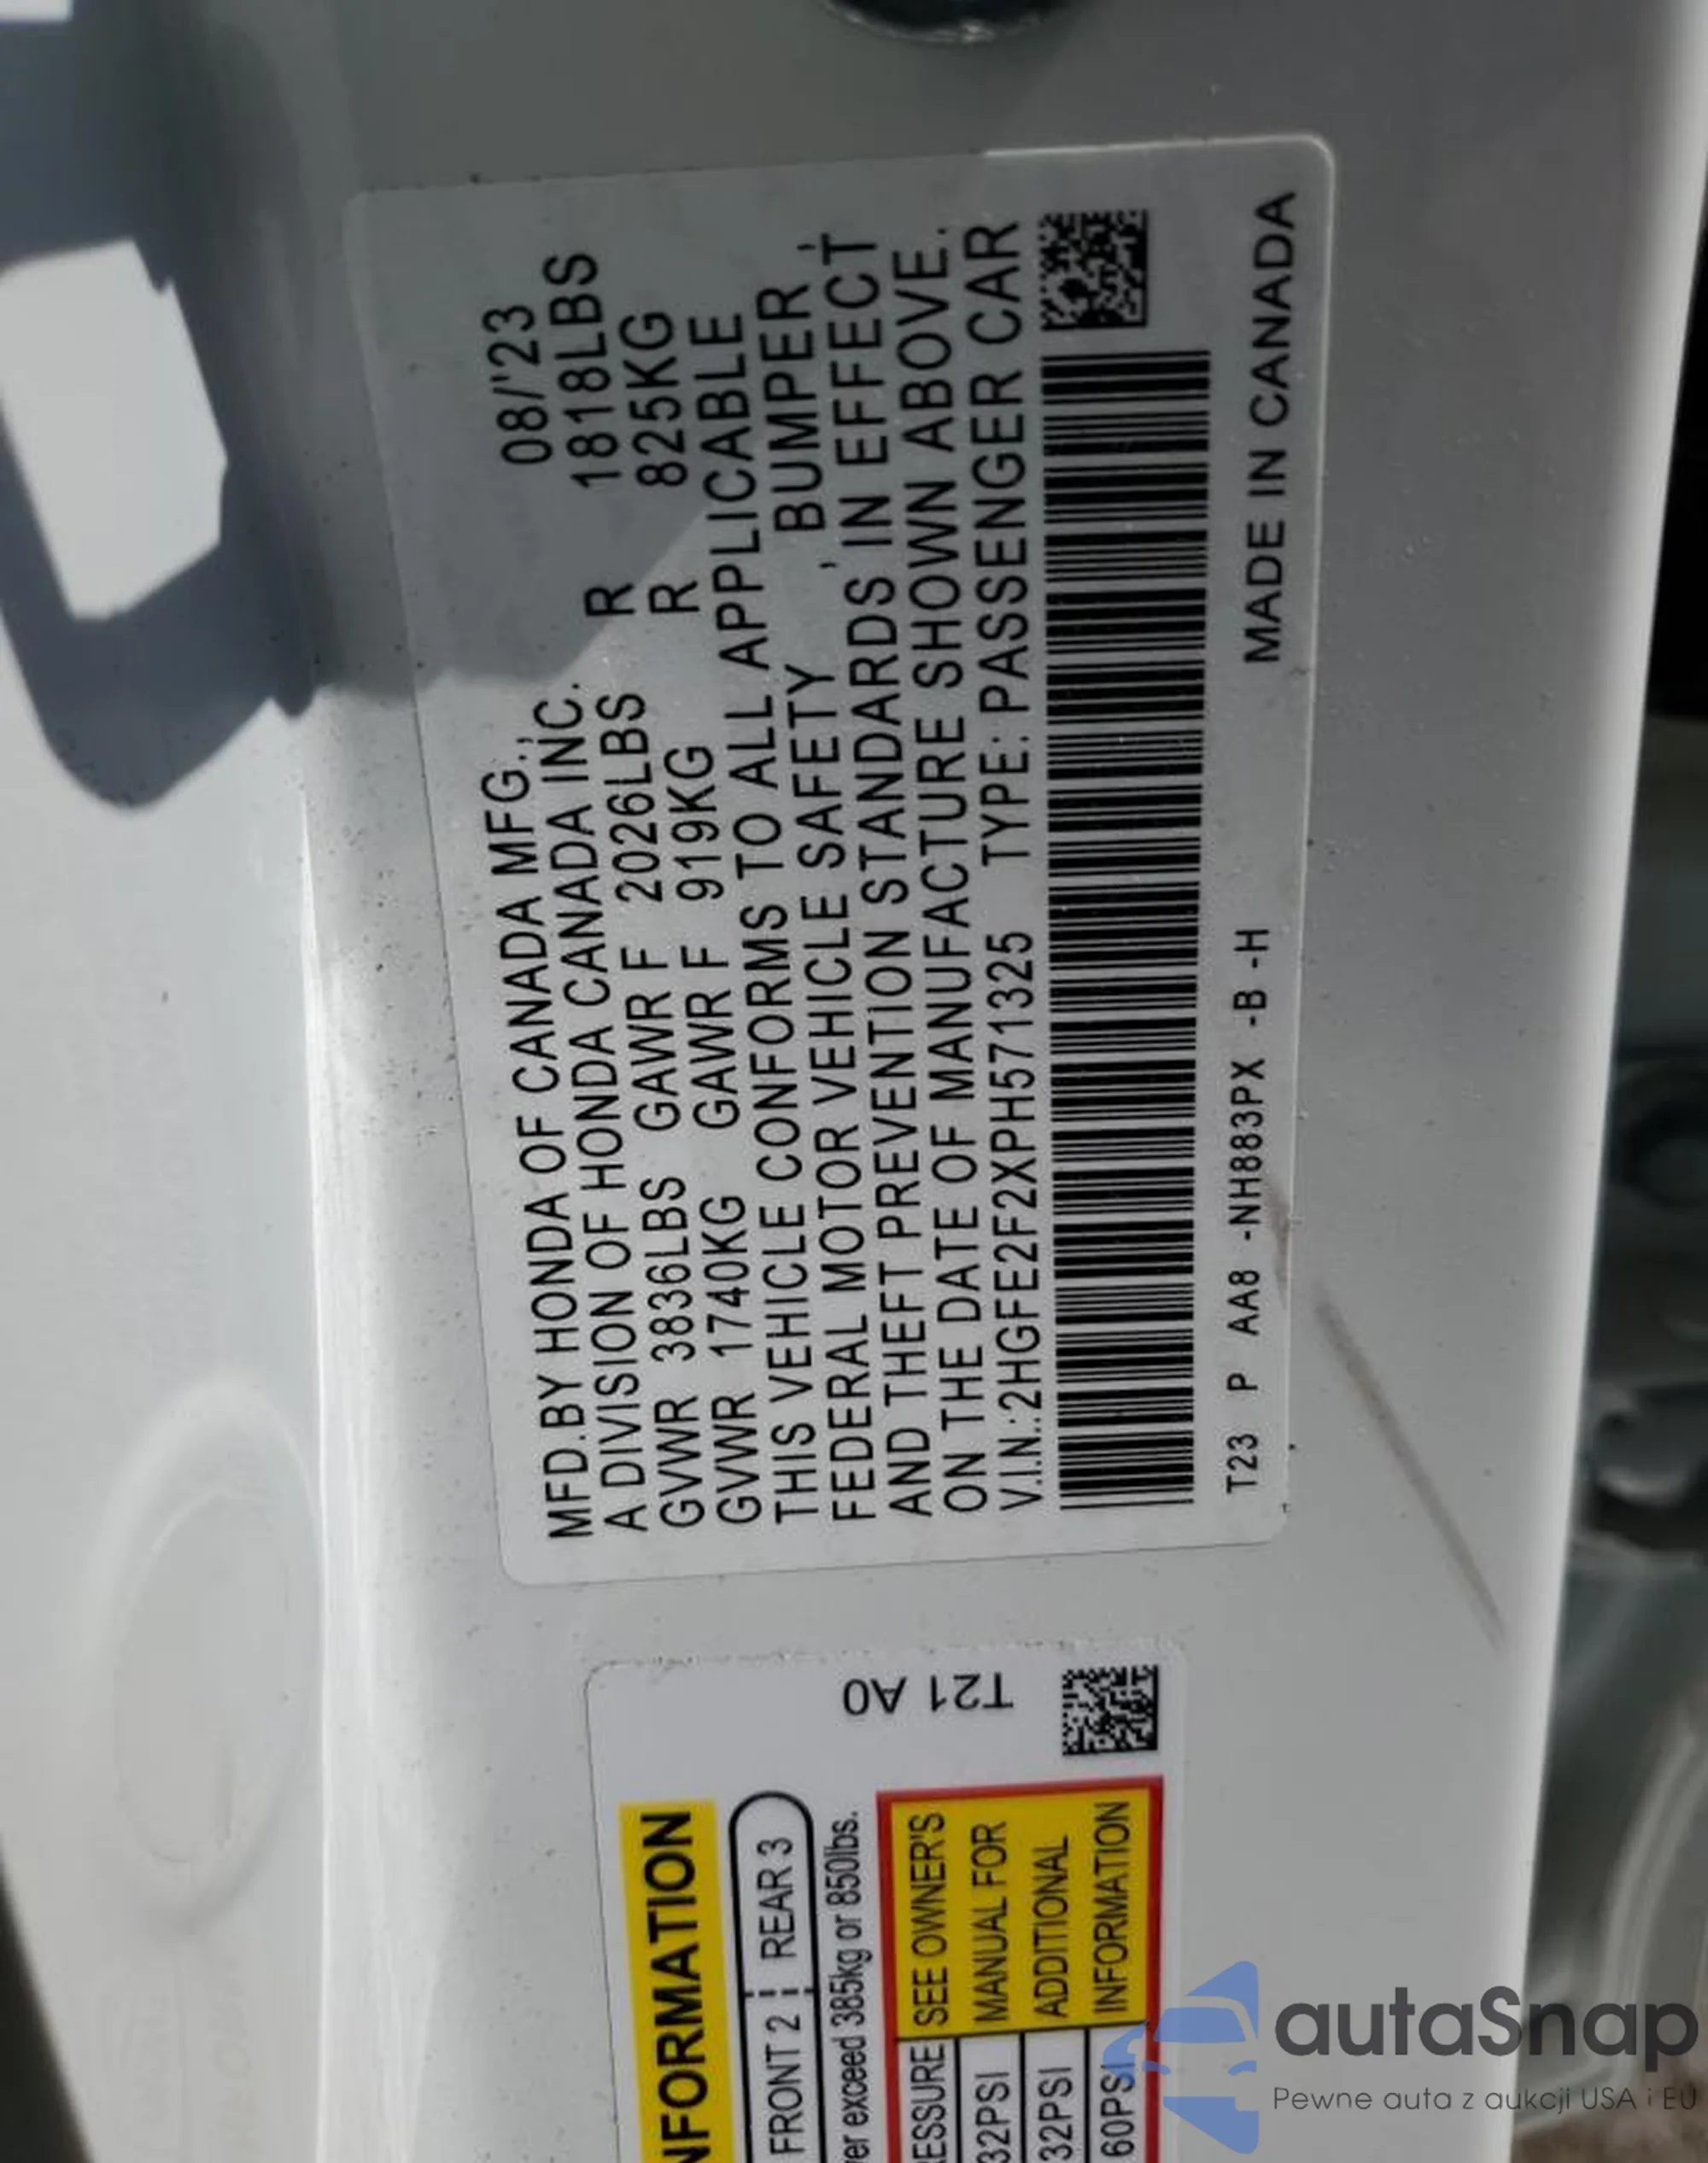 MFD.BY HONDA OF CANADA MFG., 08/'23
A DIVISION OF HONDA CANADA INC.
GVWR 3836LBS GAWR F 2026LBS R 1818LBS
GVWR 1740KG GAWR F 919KG R 825KG
THIS VEHICLE CONFORMS TO ALL APPLICABLE
FEDERAL MOTOR VEHICLE SAFETY , BUMPER ,
AND THEFT PREVENTION STANDARDS IN EFFECT
ON THE DATE OF MANUFACTURE SHOWN ABOVE.
V.I.N.:2HGFE2F2XPH571325 TYPE:PASSENGER CAR
T23 P AA8 -NH883PX -B -H MADE IN CANADA
T21 A0
FRONT 2 REAR 3
exceed 385kg or 850lbs.
SEE OWNER'S
32PSI MANUAL FOR
32PSI ADDITIONAL
60PSI INFORMATION
autaSnap
Pewne auta z aukcji USA i EU